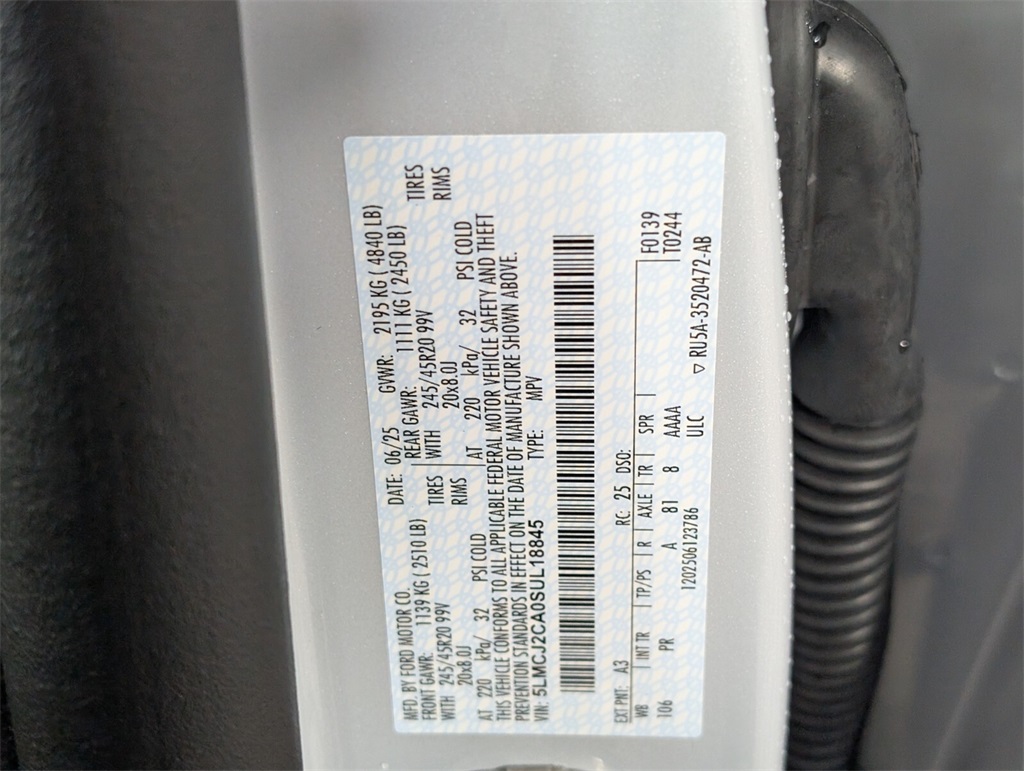 MFD. BY FORD MOTOR CO.
DATE: 06/25 GVWR: 2195 KG ( 4840 LB)
FRONT GAWR: 1139 KG ( 2510 LB) REAR GAWR: 1111 KG ( 2450 LB)
WITH 245/45R20 99V TIRES WITH 245/45R20 99V TIRES
20x8.0J RIMS 20x8.0J RIMS
AT 220 kPa/ 32 PSI COLD AT 220 kPa/ 32 PSI COLD
THIS VEHICLE CONFORMS TO ALL APPLICABLE FEDERAL MOTOR VEHICLE SAFETY AND THEFT
PREVENTION STANDARDS IN EFFECT ON THE DATE OF MANUFACTURE SHOWN ABOVE.
VIN: 5LMCJ2CA0SUL18845 TYPE: MPV
EXT PNT: A3 RC: 25 DSO: F0139
WB INT TR TP/PS R AXLE TR SPR T0244
106 PR A 81 8 AAAA
ULC
1202506123786 ▽ RU5A-3520472-AB